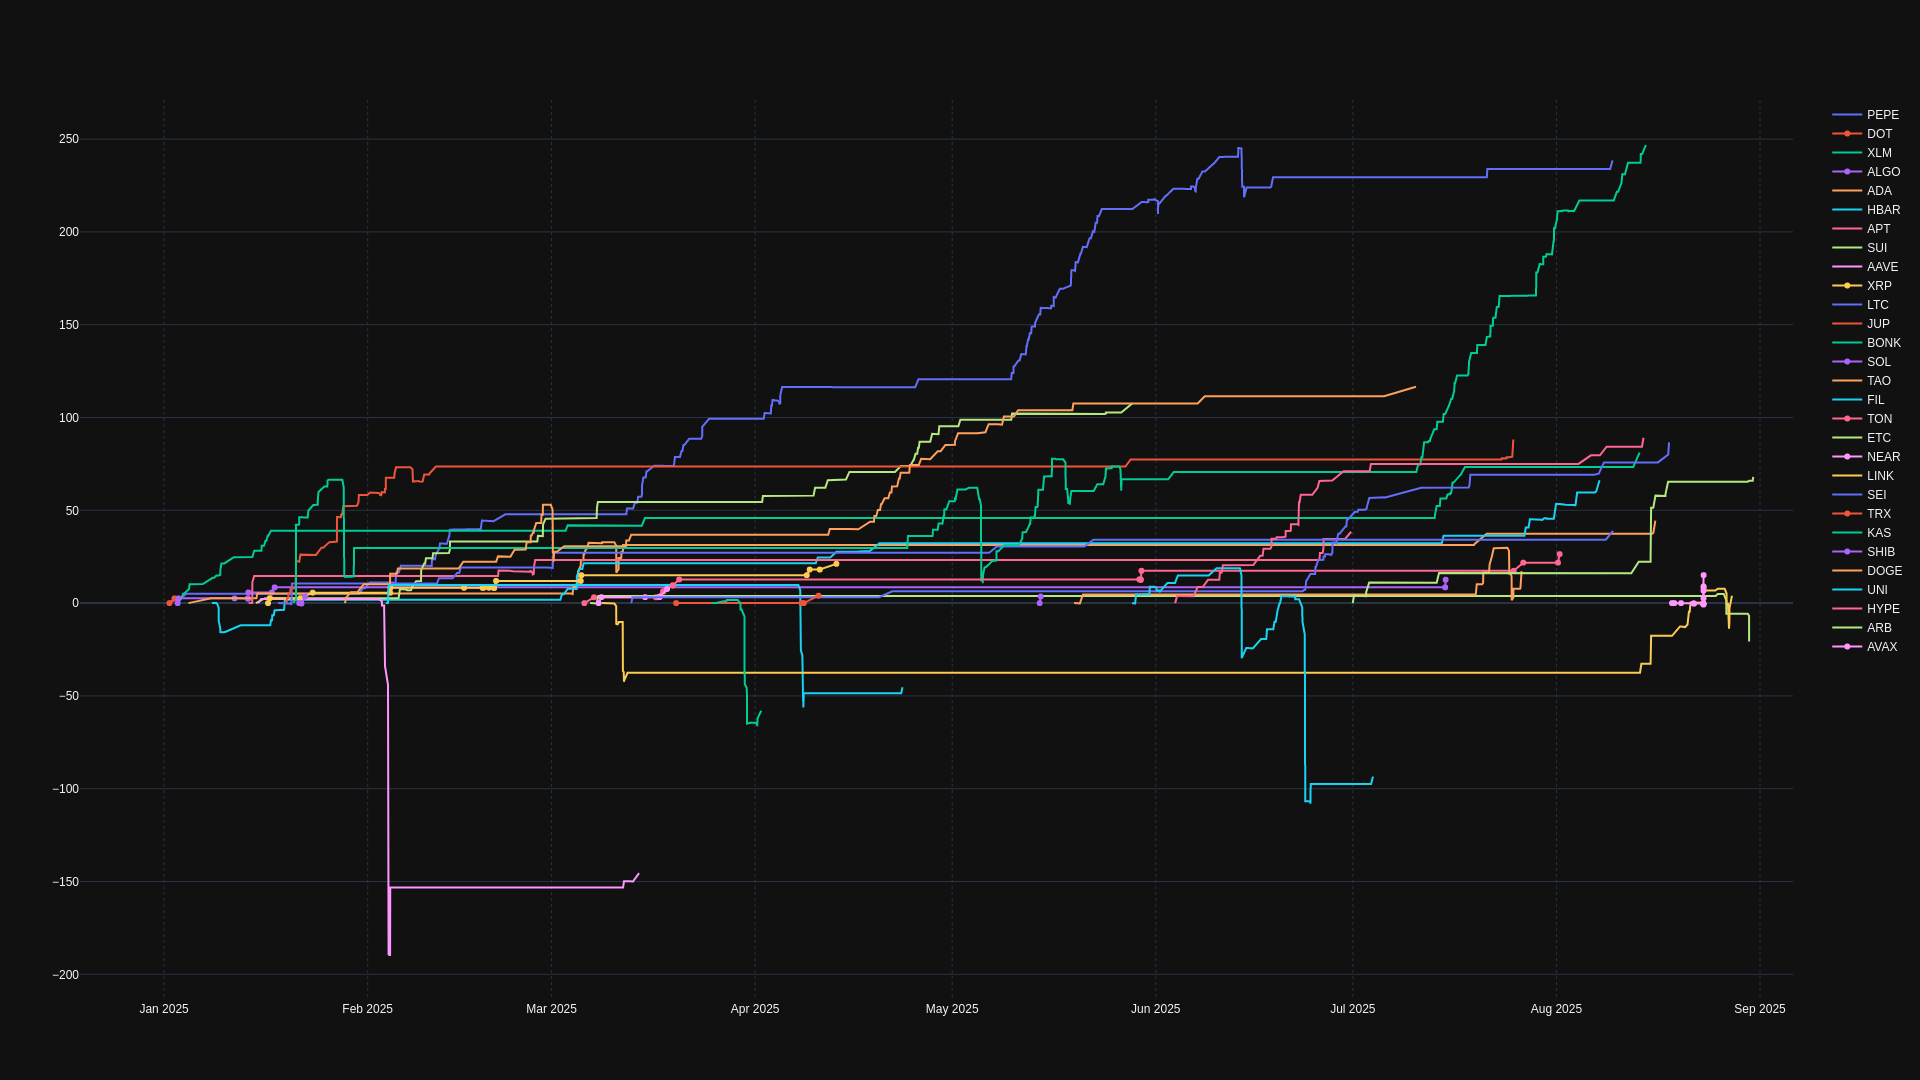 250
200
150
100
50
0
−50
−100
−150
−200
Jan 2025
Feb 2025
Mar 2025
Apr 2025
May 2025
Jun 2025
Jul 2025
Aug 2025
Sep 2025
PEPE
DOT
XLM
ALGO
ADA
HBAR
APT
SUI
AAVE
XRP
LTC
JUP
BONK
SOL
TAO
FIL
TON
ETC
NEAR
LINK
SEI
TRX
KAS
SHIB
DOGE
UNI
HYPE
ARB
AVAX